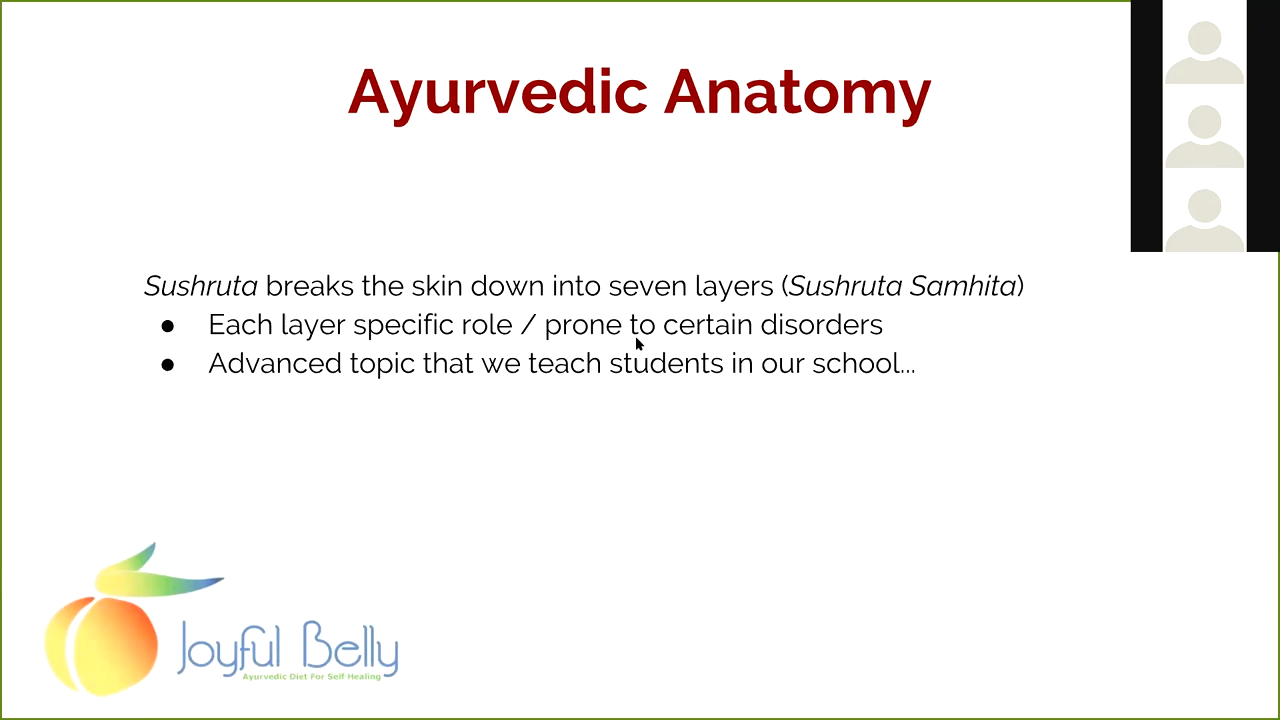 Ayurvedic Anatomy
Sushruta breaks the skin down into seven layers (Sushruta Samhita)
● Each layer specific role / prone to certain disorders
● Advanced topic that we teach students in our school...
Joyful Belly
Ayurvedic Diet For Self Healing